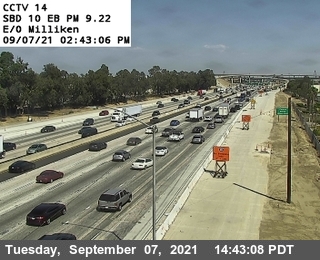 CCTV 14
SBD 10 EB PM 9.22
E/O Milliken
09/07/21 02:43:06 PM
Tuesday, September 07, 2021 14:43:08 PDT